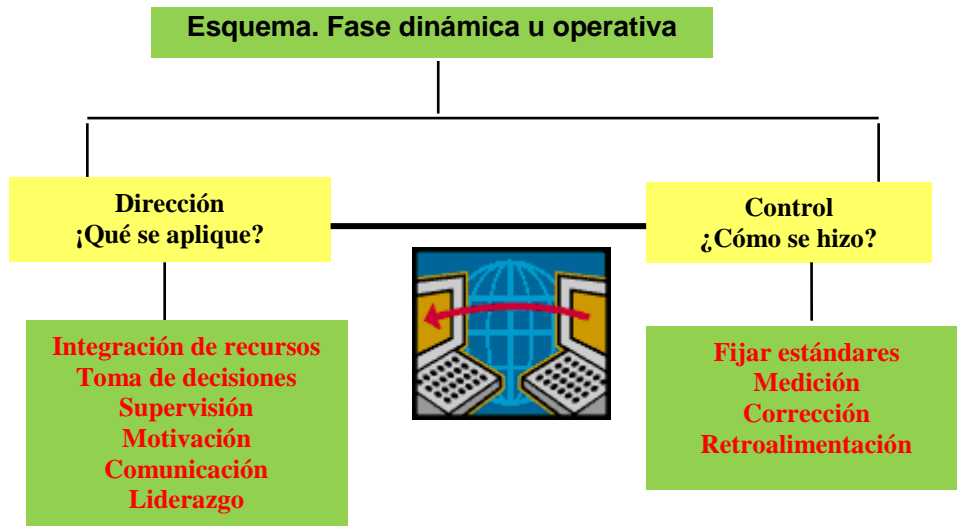 Esquema. Fase dinámica u operativa
Dirección
¡Qué se aplique?
Control
¿Cómo se hizo?
Integración de recursos
Toma de decisiones
Supervisión
Motivación
Comunicación
Liderazgo
Fijar estándares
Medición
Corrección
Retroalimentación